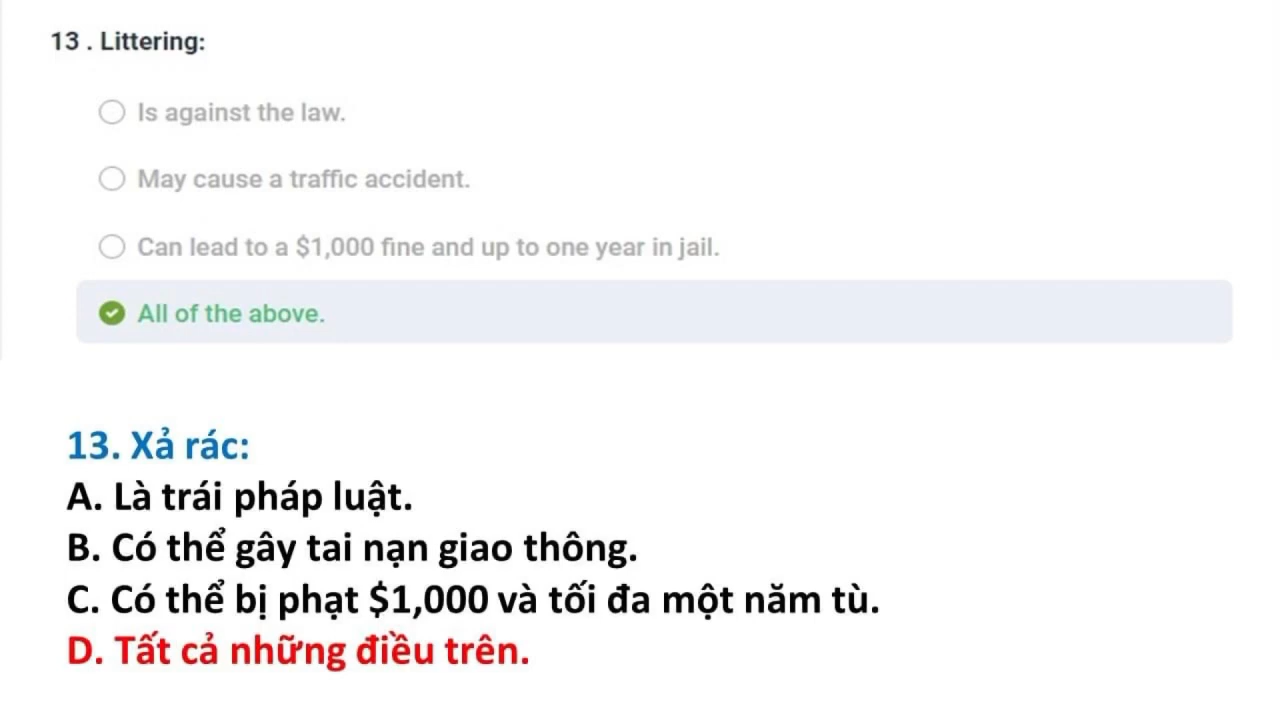 13 . Littering:
Is against the law.
May cause a traffic accident.
Can lead to a $1,000 fine and up to one year in jail.
All of the above.
13. Xả rác:
A. Là trái pháp luật.
B. Có thể gây tai nạn giao thông.
C. Có thể bị phạt $1,000 và tối đa một năm tù.
D. Tất cả những điều trên.